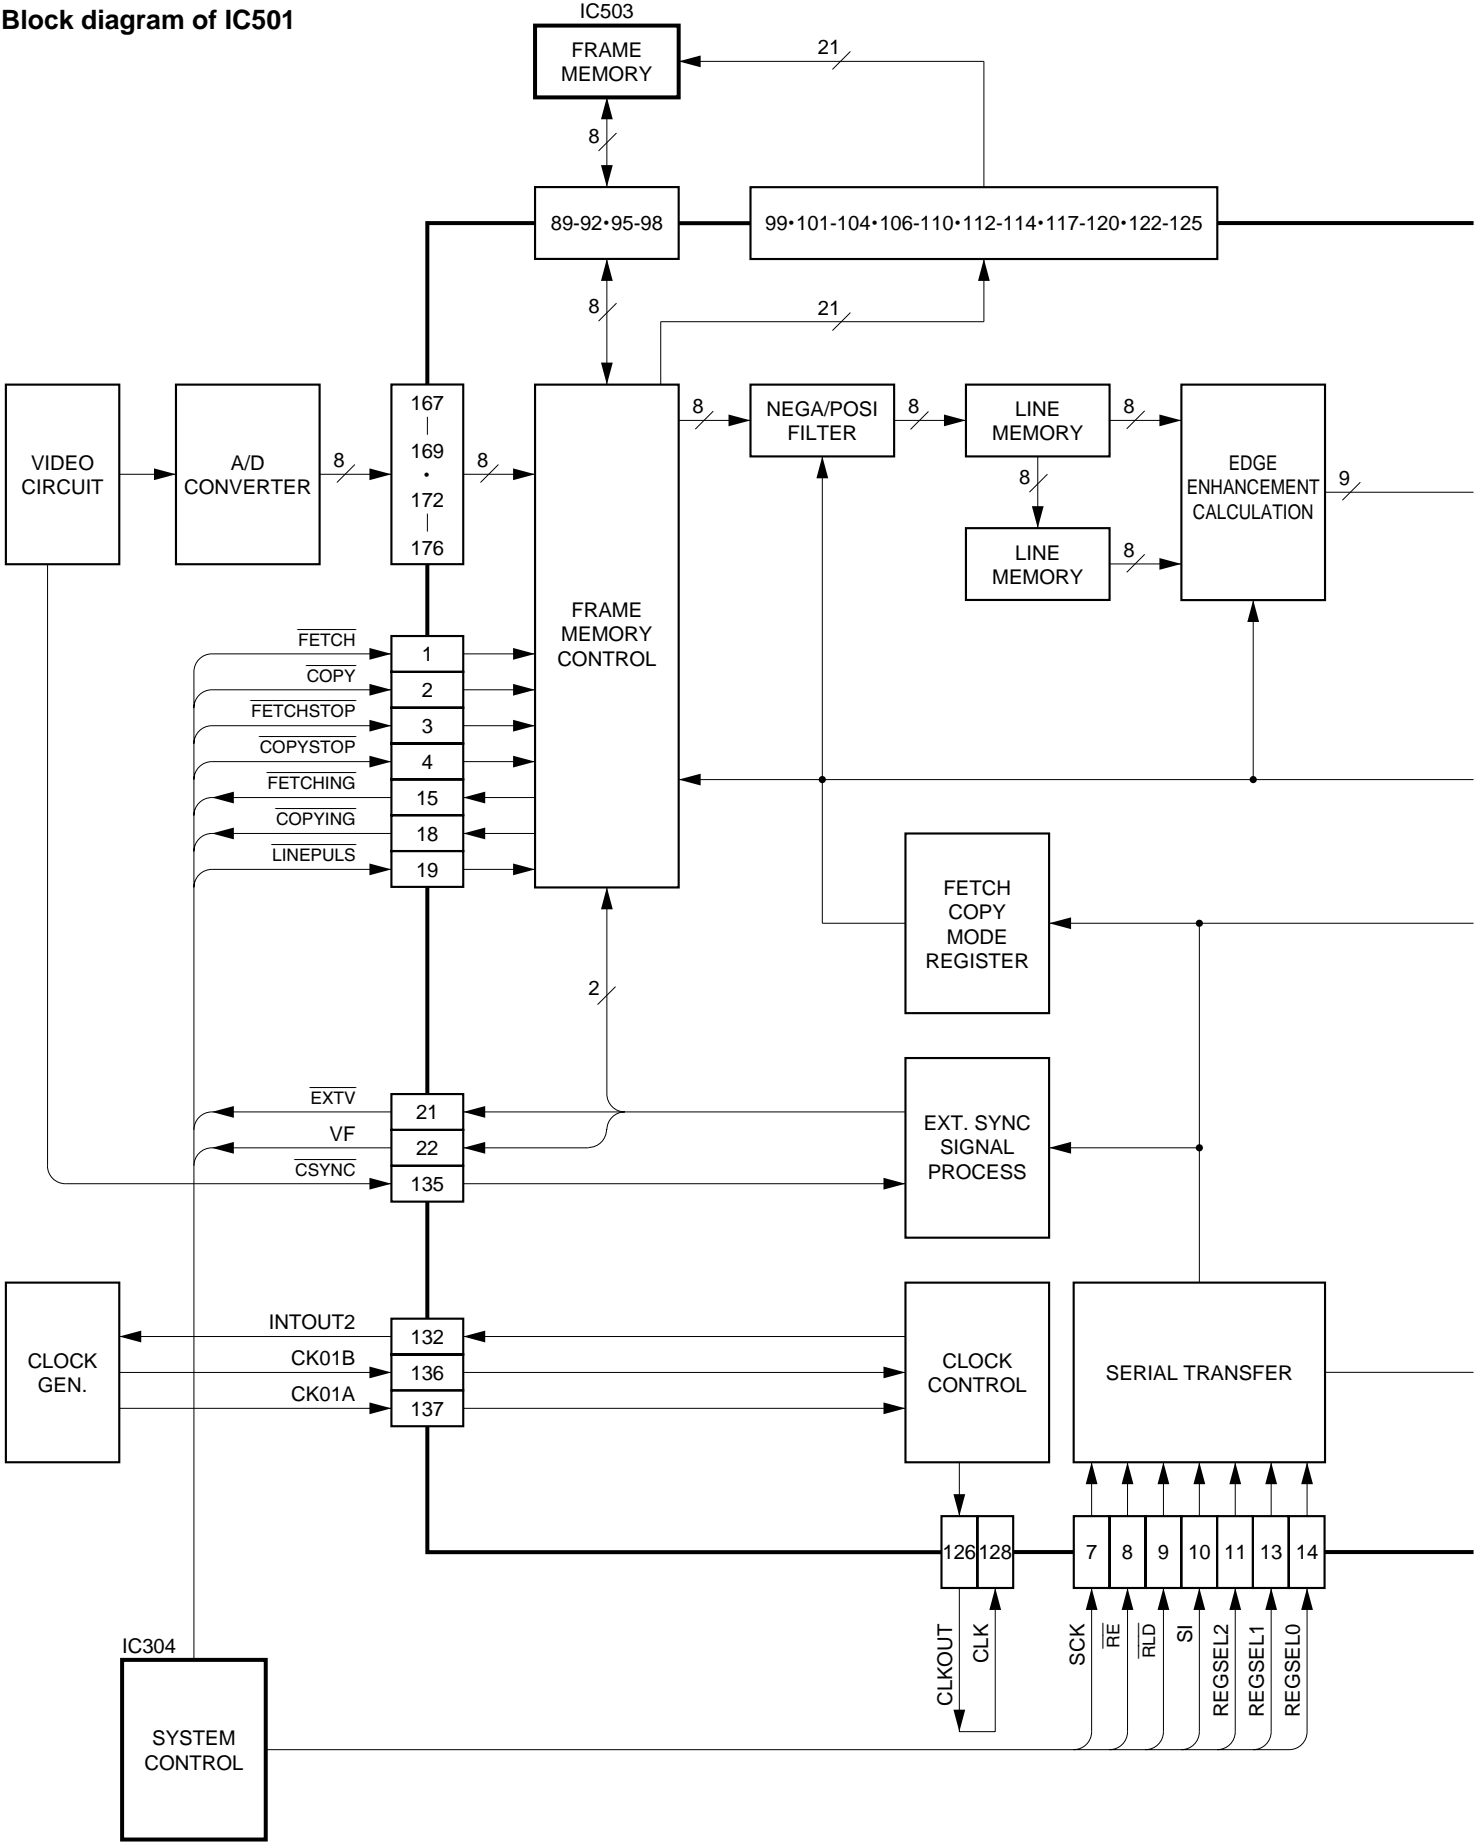 Block diagram of IC501
IC503
FRAME
MEMORY
21
8
89-92•95-98
99•101-104•106-110•112-114•117-120•122-125
8
21
VIDEO
CIRCUIT
A/D
CONVERTER
8
167
169
172
176
8
FRAME
MEMORY
CONTROL
8
NEGA/POSI
FILTER
8
LINE
MEMORY
8
8
LINE
MEMORY
8
EDGE
ENHANCEMENT
CALCULATION
9
FETCH
1
COPY
2
FETCHSTOP
3
COPYSTOP
4
FETCHING
15
COPYING
18
LINEPULS
19
FETCH
COPY
MODE
REGISTER
2
EXTV
21
VF
22
CSYNC
135
EXT. SYNC
SIGNAL
PROCESS
CLOCK
GEN.
INTOUT2
132
CK01B
136
CK01A
137
CLOCK
CONTROL
SERIAL TRANSFER
126
128
7
8
9
10
11
13
14
CLKOUT
CLK
SCK
RE
RLD
SI
REGSEL2
REGSEL1
REGSEL0
IC304
SYSTEM
CONTROL